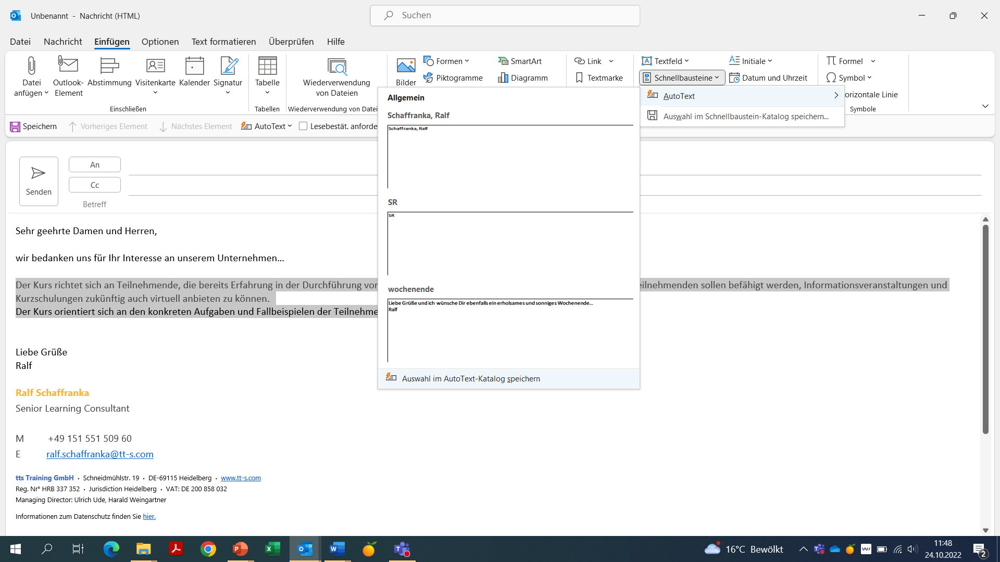 Unbenannt - Nachricht (HTML)
Suchen
Datei Nachricht Einfügen Optionen Text formatieren Überprüfen Hilfe
Datei anfügen
Outlook-Element
Abstimmung
Visitenkarte
Kalender
Signatur
Einschließen
Tabelle
Tabellen
Wiederverwendung von Dateien
Wiederverwendung von Datei
Bilder
Formen
Piktogramme
SmartArt
Diagramm
Link
Textmarke
Textfeld
Schnellbausteine
Initiale
Datum und Uhrzeit
Formel
Symbol
orizontale Linie
Symbole
AutoText
Auswahl im Schnellbaustein-Katalog speichern...
Speichern Vorheriges Element Nächstes Element AutoText Lesebestät. anforde
Allgemein
Schaffranka, Ralf
Schaffranka, Ralf
SR
SR
wochenende
Liebe Grüße und ich wünsche Dir ebenfalls ein erholsames und sonniges Wochenende...
Ralf
Auswahl im AutoText-Katalog speichern
Senden
An
Cc
Betreff
Sehr geehrte Damen und Herren,
wir bedanken uns für Ihr Interesse an unserem Unternehmen...
Der Kurs richtet sich an Teilnehmende, die bereits Erfahrung in der Durchführung vor eilnehmenden sollen befähigt werden, Informationsveranstaltungen und
Kurzschulungen zukünftig auch virtuell anbieten zu können.
Der Kurs orientiert sich an den konkreten Aufgaben und Fallbeispielen der Teilnehme
Liebe Grüße
Ralf
Ralf Schaffranka
Senior Learning Consultant
M +49 151 551 509 60
E ralf.schaffranka@tt-s.com
tts Training GmbH · Schneidmühlstr. 19 · DE-69115 Heidelberg · www.tt-s.com
Reg. Nr° HRB 337 352 · Jurisdiction Heidelberg · VAT: DE 200 858 032
Managing Director: Ulrich Ude, Harald Weingartner
Informationen zum Datenschutz finden Sie hier.
16°C Bewölkt
11:48
24.10.2022
2